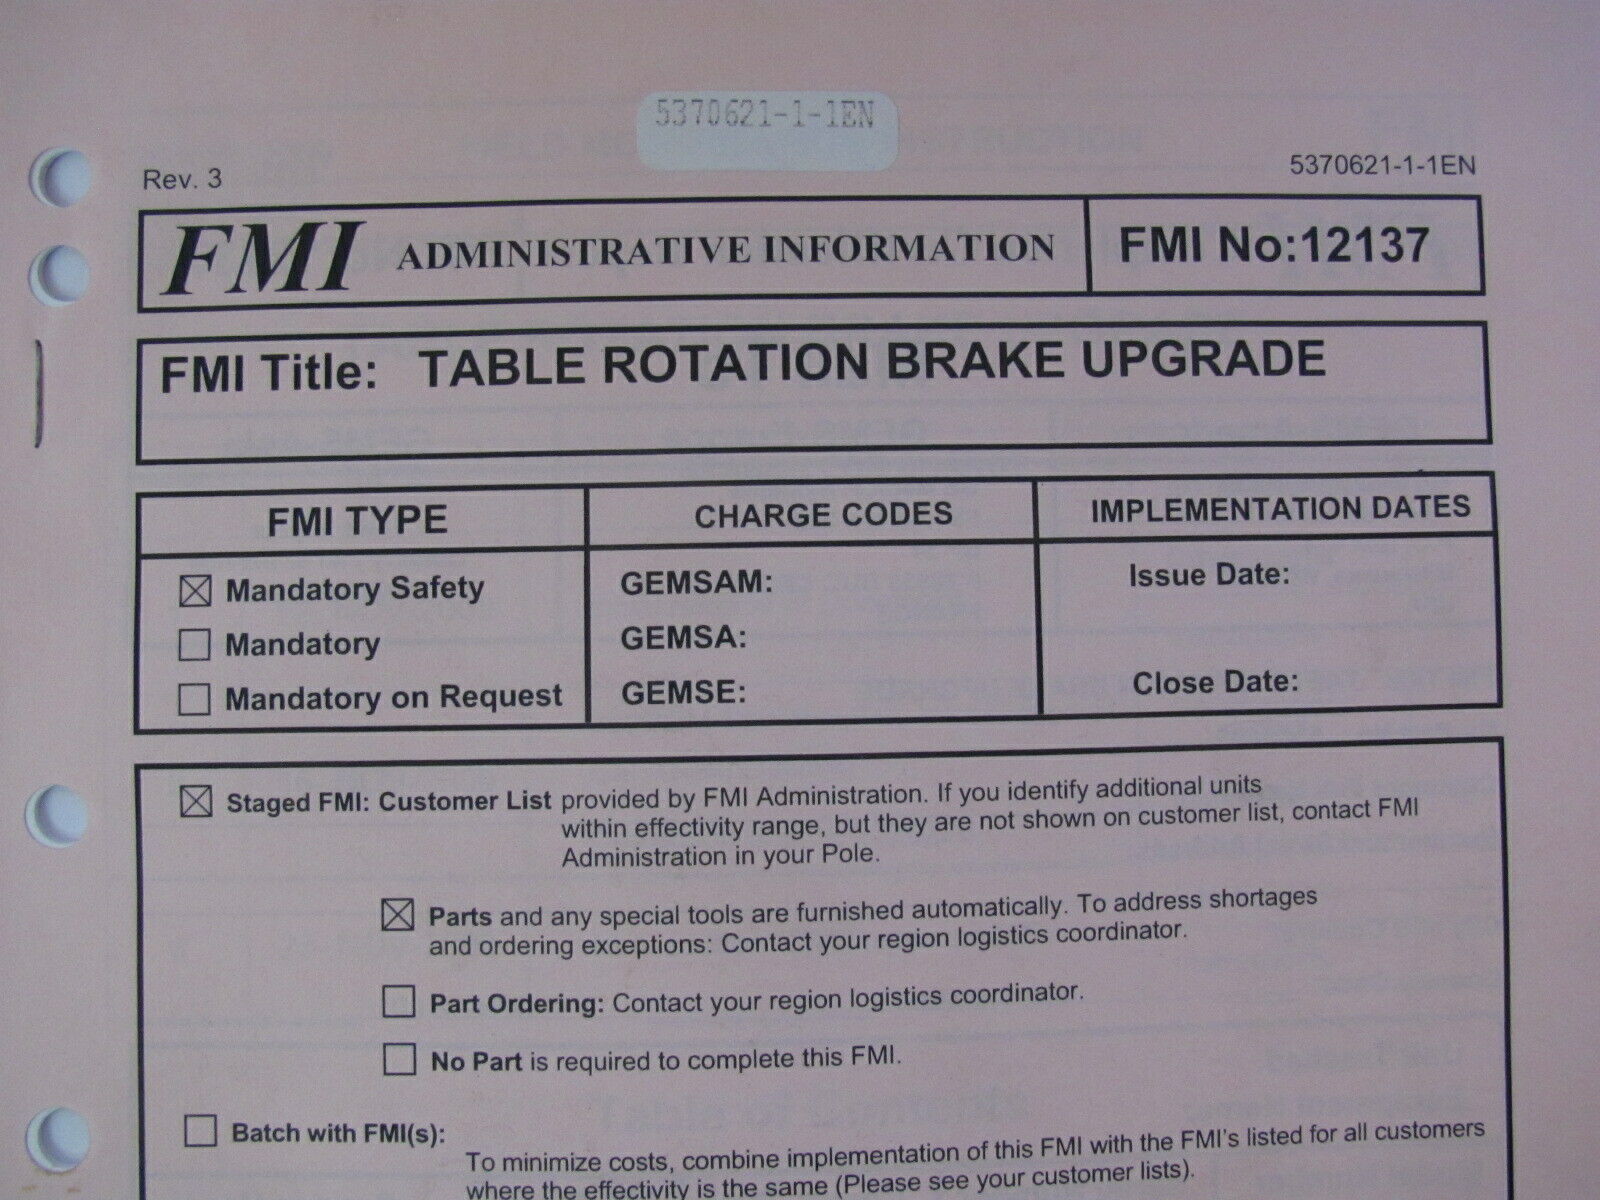 5370621-1-1EN
Rev. 3
5370621-1-1EN
FMI ADMINISTRATIVE INFORMATION
FMI No:12137
FMI Title: TABLE ROTATION BRAKE UPGRADE
FMI TYPE
CHARGE CODES
IMPLEMENTATION DATES
☒ Mandatory Safety
☐ Mandatory
☐ Mandatory on Request
GEMSAM:
GEMSA:
GEMSE:
Issue Date:
Close Date:
☒ Staged FMI: Customer List provided by FMI Administration. If you identify additional units
within effectivity range, but they are not shown on customer list, contact FMI
Administration in your Pole.
☒ Parts and any special tools are furnished automatically. To address shortages
and ordering exceptions: Contact your region logistics coordinator.
☐ Part Ordering: Contact your region logistics coordinator.
☐ No Part is required to complete this FMI.
☐ Batch with FMI(s):
To minimize costs, combine implementation of this FMI with the FMI's listed for all customers
where the effectivity is the same (Please see your customer lists).